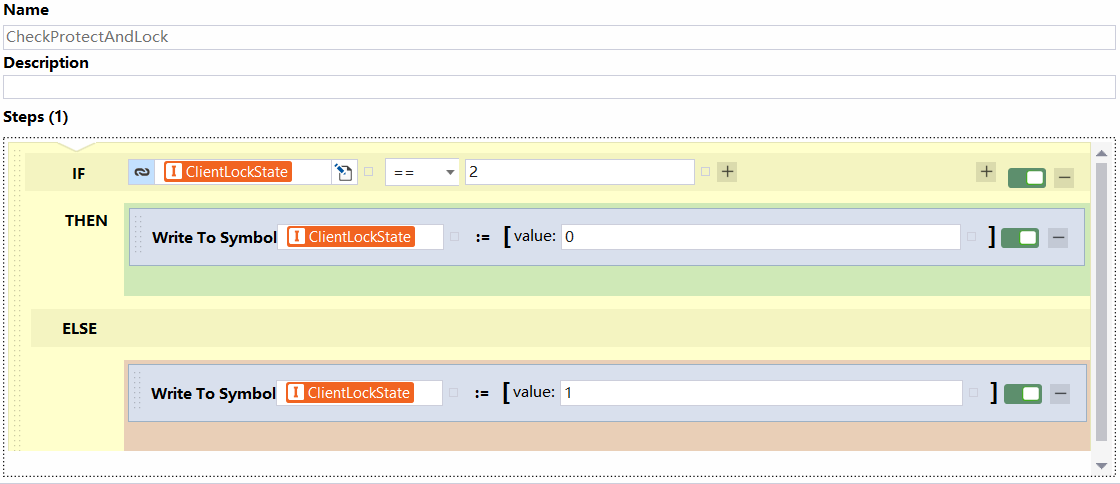 Name
CheckProtectAndLock
Description
Steps (1)
IF I ClientLockState == 2 + + −
THEN
Write To Symbol I ClientLockState := [ value: 0 ] −
ELSE
Write To Symbol I ClientLockState := [ value: 1 ] −